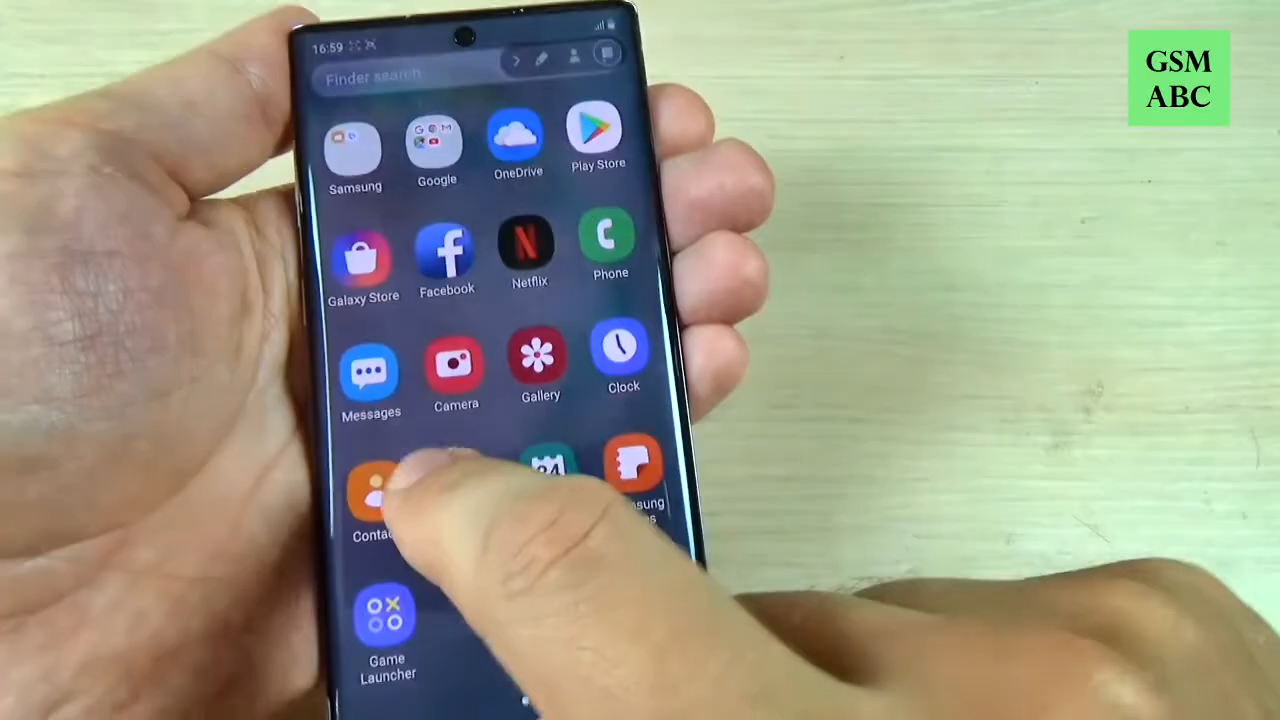 GSM
ABC
16:59
Finder search
Samsung
Google
OneDrive
Play Store
Galaxy Store
Facebook
Netflix
Phone
Messages
Camera
Gallery
Clock
24
Game
Launcher